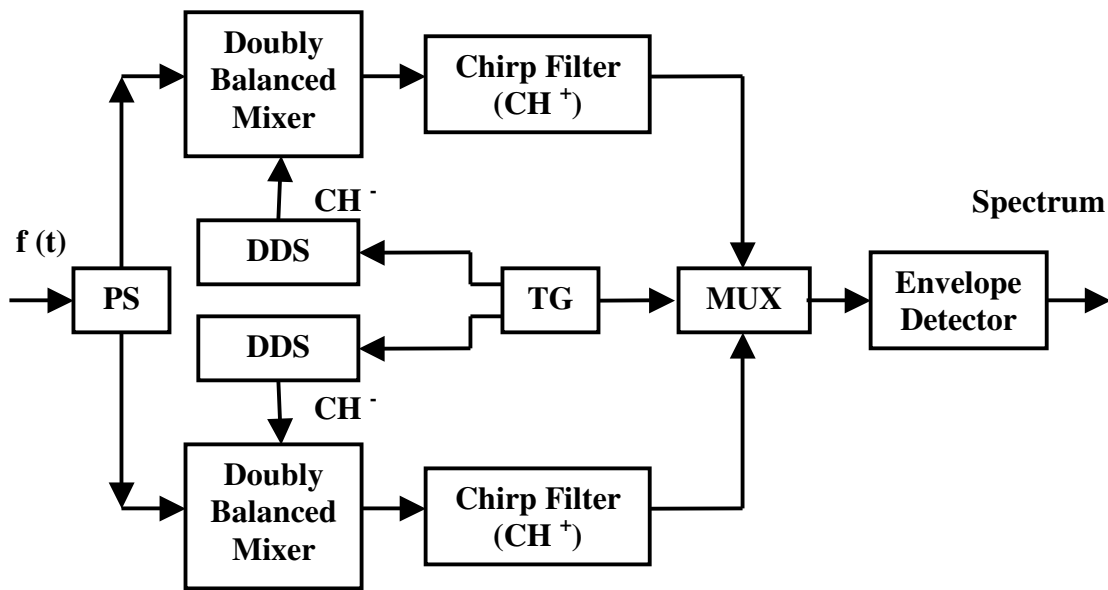 Doubly
Balanced
Mixer
Chirp Filter
(CH +)
CH -
Spectrum
f (t)
DDS
PS
TG
MUX
Envelope
Detector
DDS
CH -
Doubly
Balanced
Mixer
Chirp Filter
(CH +)